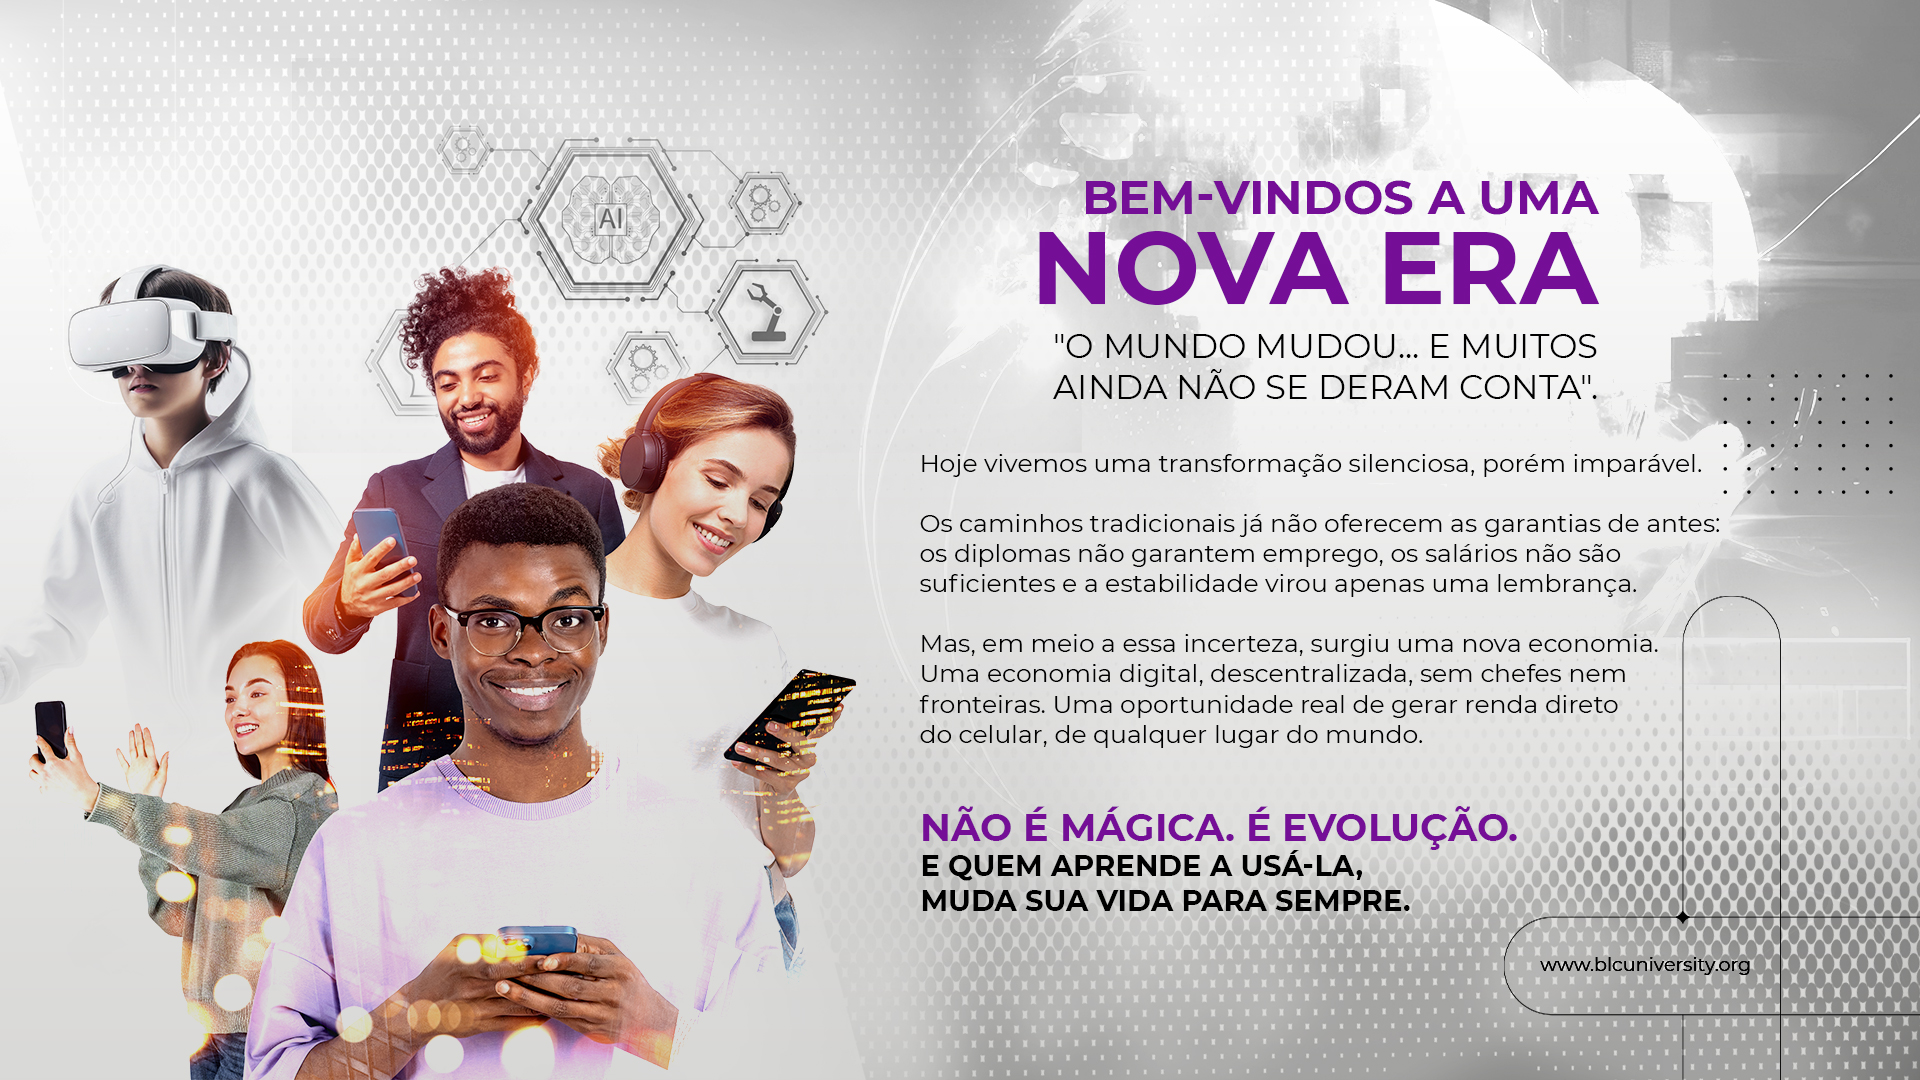 AI
BEM-VINDOS A UMA
NOVA ERA
"O MUNDO MUDOU... E MUITOS
AINDA NÃO SE DERAM CONTA".
Hoje vivemos uma transformação silenciosa, porém imparável.
Os caminhos tradicionais já não oferecem as garantias de antes:
os diplomas não garantem emprego, os salários não são
suficientes e a estabilidade virou apenas uma lembrança.
Mas, em meio a essa incerteza, surgiu uma nova economia.
Uma economia digital, descentralizada, sem chefes nem
fronteiras. Uma oportunidade real de gerar renda direto
do celular, de qualquer lugar do mundo.
NÃO É MÁGICA. É EVOLUÇÃO.
E QUEM APRENDE A USÁ-LA,
MUDA SUA VIDA PARA SEMPRE.
www.blcuniversity.org